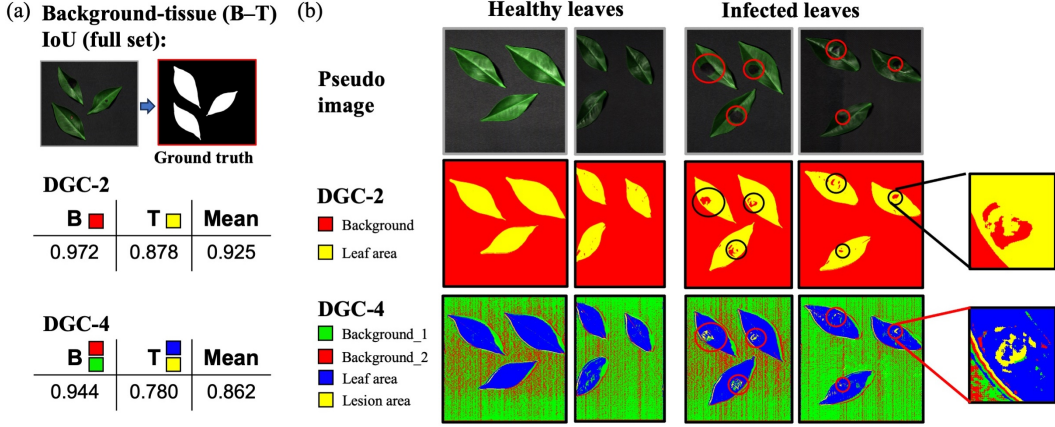 (a)
Background-tissue (B–T)
IoU (full set):
Ground truth
DGC-2
B T Mean
0.972 0.878 0.925
DGC-4
B T Mean
0.944 0.780 0.862
(b)
Healthy leaves Infected leaves
Pseudo
image
DGC-2
Background
Leaf area
DGC-4
Background_1
Background_2
Leaf area
Lesion area